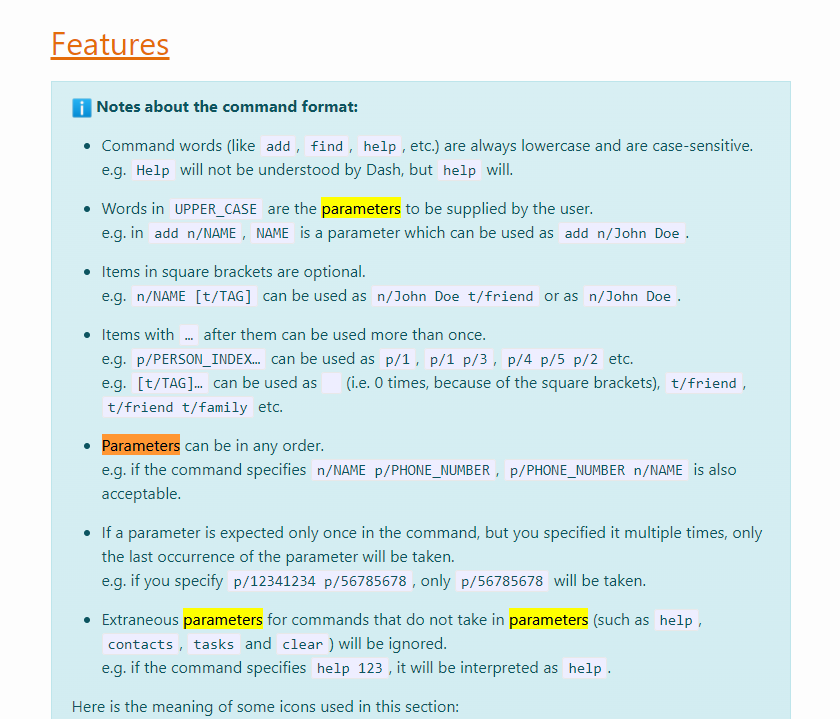 Features
Notes about the command format:
• Command words (like add, find, help, etc.) are always lowercase and are case-sensitive.
e.g. Help will not be understood by Dash, but help will.
• Words in UPPER_CASE are the parameters to be supplied by the user.
e.g. in add n/NAME, NAME is a parameter which can be used as add n/John Doe.
• Items in square brackets are optional.
e.g. n/NAME [t/TAG] can be used as n/John Doe t/friend or as n/John Doe.
• Items with … after them can be used more than once.
e.g. p/PERSON_INDEX… can be used as p/1, p/1 p/3, p/4 p/5 p/2 etc.
e.g. [t/TAG]… can be used as   (i.e. 0 times, because of the square brackets), t/friend,
t/friend t/family etc.
• Parameters can be in any order.
e.g. if the command specifies n/NAME p/PHONE_NUMBER, p/PHONE_NUMBER n/NAME is also
acceptable.
• If a parameter is expected only once in the command, but you specified it multiple times, only
the last occurrence of the parameter will be taken.
e.g. if you specify p/12341234 p/56785678, only p/56785678 will be taken.
• Extraneous parameters for commands that do not take in parameters (such as help,
contacts, tasks and clear) will be ignored.
e.g. if the command specifies help 123, it will be interpreted as help.
Here is the meaning of some icons used in this section: